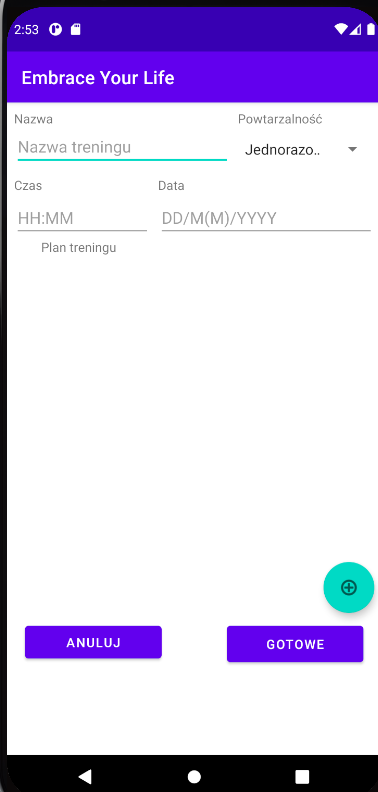 2:53
Embrace Your Life
Nazwa Powtarzalność
Nazwa treningu Jednorazo..
Czas Data
HH:MM DD/M(M)/YYYY
Plan treningu
ANULUJ GOTOWE